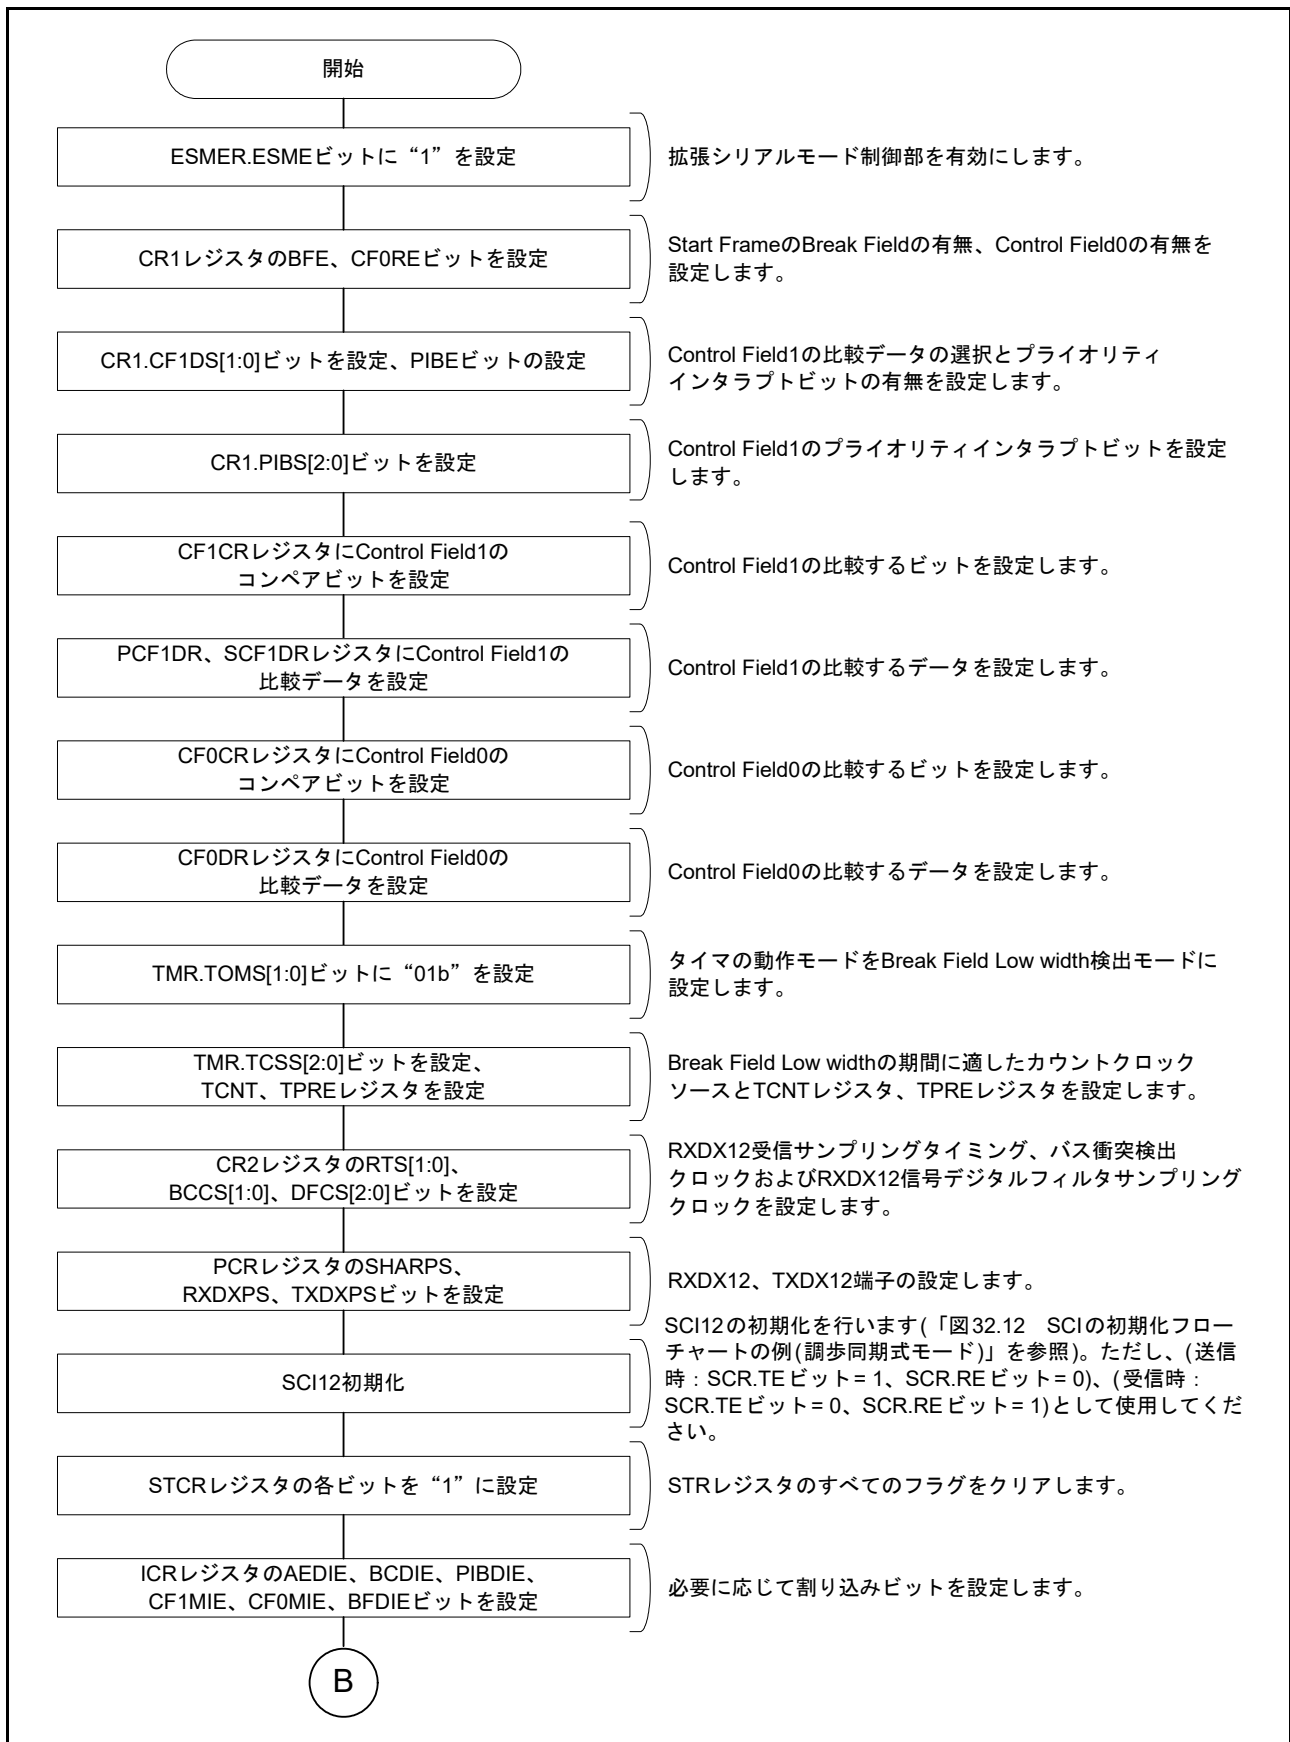 開始
ESMER.ESMEビットに“1”を設定
拡張シリアルモード制御部を有効にします。
CR1レジスタのBFE、CF0REビットを設定
Start FrameのBreak Fieldの有無、Control Field0の有無を
設定します。
CR1.CF1DS[1:0]ビットを設定、PIBEビットの設定
Control Field1の比較データの選択とプライオリティ
インタラプトビットの有無を設定します。
CR1.PIBS[2:0]ビットを設定
Control Field1のプライオリティインタラプトビットを設定
します。
CF1CRレジスタにControl Field1の
コンペアビットを設定
Control Field1の比較するビットを設定します。
PCF1DR、SCF1DRレジスタにControl Field1の
比較データを設定
Control Field1の比較するデータを設定します。
CF0CRレジスタにControl Field0の
コンペアビットを設定
Control Field0の比較するビットを設定します。
CF0DRレジスタにControl Field0の
比較データを設定
Control Field0の比較するデータを設定します。
TMR.TOMS[1:0]ビットに“01b”を設定
タイマの動作モードをBreak Field Low width検出モードに
設定します。
TMR.TCSS[2:0]ビットを設定、
TCNT、TPREレジスタを設定
Break Field Low widthの期間に適したカウントクロック
ソースとTCNTレジスタ、TPREレジスタを設定します。
CR2レジスタのRTS[1:0]、
BCCS[1:0]、DFCS[2:0]ビットを設定
RXDX12受信サンプリングタイミング、バス衝突検出
クロックおよびRXDX12信号デジタルフィルタサンプリング
クロックを設定します。
PCRレジスタのSHARPS、
RXDXPS、TXDXPSビットを設定
RXDX12、TXDX12端子の設定します。
SCI12初期化
SCI12の初期化を行います(「図32.12 SCIの初期化フロー
チャートの例(調歩同期式モード)」を参照)。ただし、(送信
時：SCR.TEビット= 1、SCR.REビット= 0)、(受信時：
SCR.TEビット= 0、SCR.REビット= 1)として使用してくだ
さい。
STCRレジスタの各ビットを“1”に設定
STRレジスタのすべてのフラグをクリアします。
ICRレジスタのAEDIE、BCDIE、PIBDIE、
CF1MIE、CF0MIE、BFDIEビットを設定
必要に応じて割り込みビットを設定します。
B